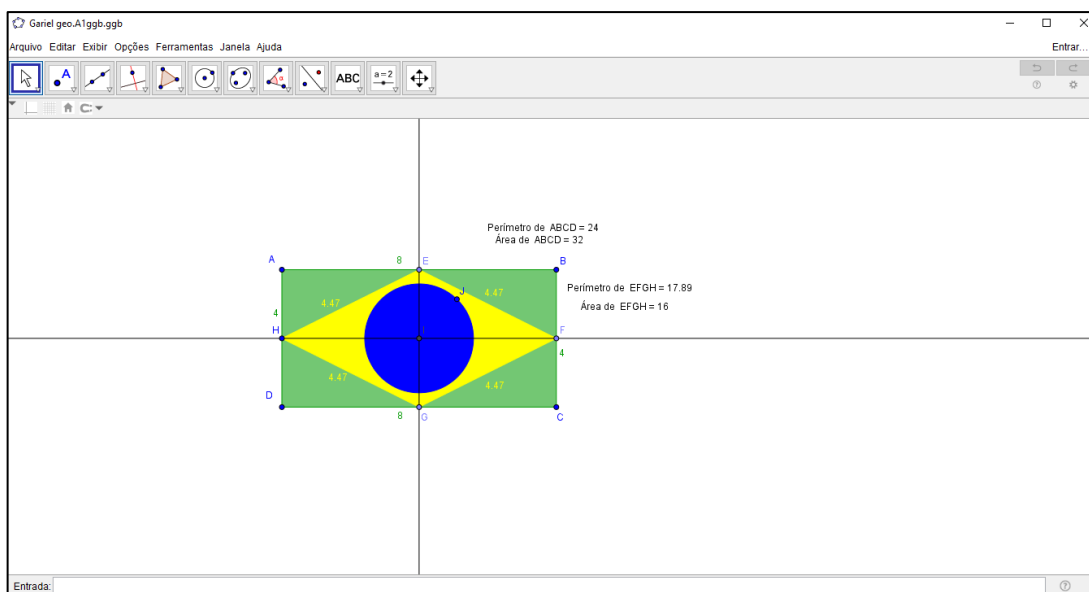 Gariel geo.A1ggb.ggb
Arquivo Editar Exibir Opções Ferramentas Janela Ajuda
Entrar...
A
ABC
a=2
Perímetro de ABCD = 24
Área de ABCD = 32
A
8
E
B
Perímetro de EFGH = 17.89
J
4.47
4.47
Área de EFGH = 16
4
H
I
F
4
4.47
4.47
D
8
G
C
Entrada: